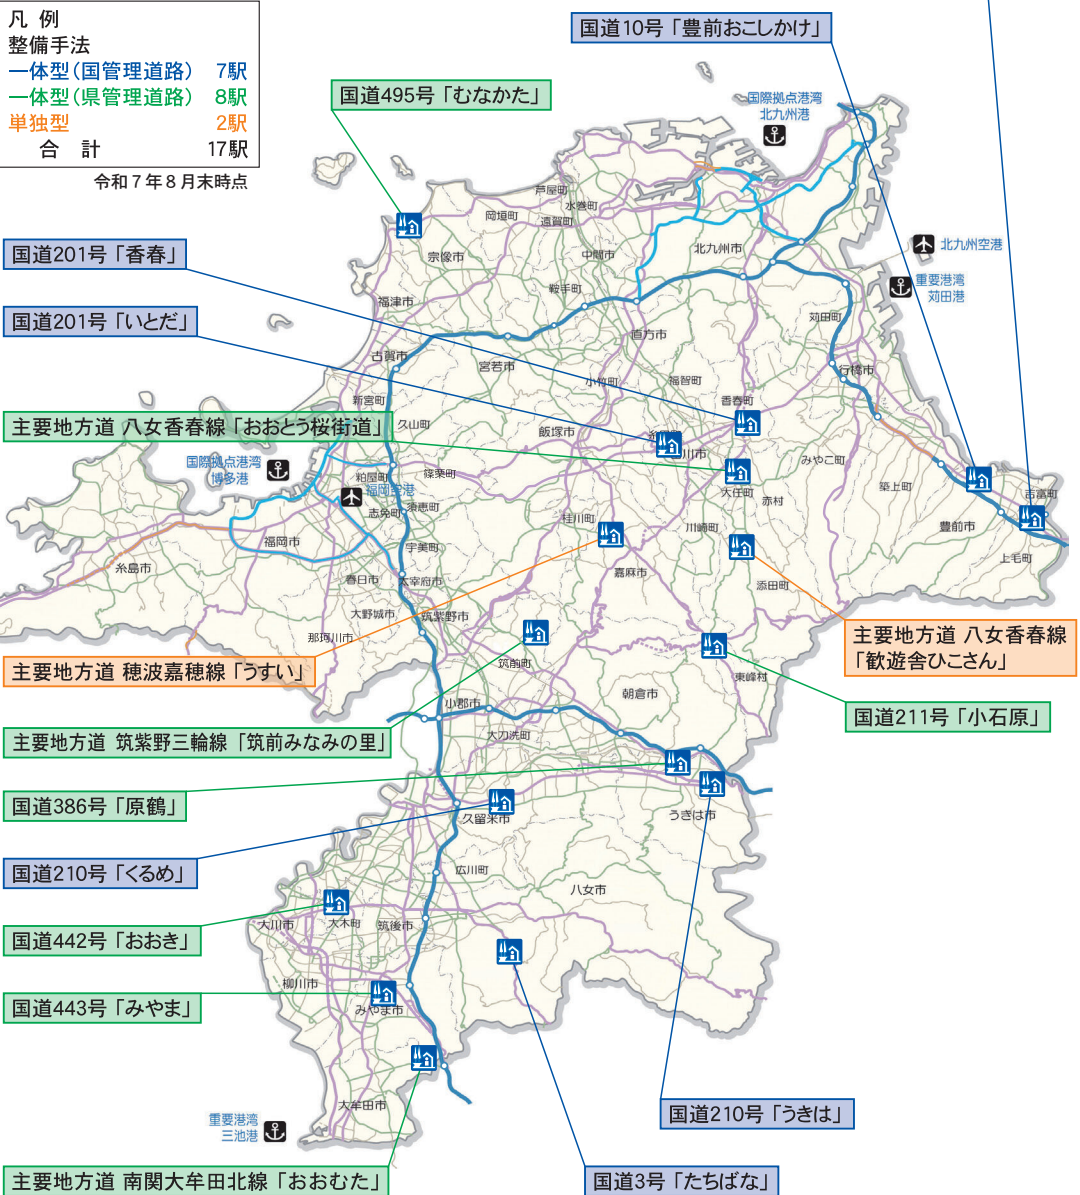 凡 例
整備手法
一体型（国管理道路） 7駅
一体型（県管理道路） 8駅
単独型 2駅
合 計 17駅
令和７年８月末時点
国道10号「豊前おこしかけ」
国道495号「むなかた」
国際拠点港湾
北九州港
芦屋町
水巻町
岡垣町
遠賀町
宗像市
中間市
北九州市
北九州空港
国道201号「香春」
鞍手町
重要港湾
苅田港
福津市
苅田町
国道201号「いとだ」
直方市
古賀市
宮若市
行橋市
小竹町
福智町
新宮町
香春町
主要地方道 八女香春線「おおとう桜街道」
久山町
飯塚市
川市
みやこ町
国際拠点港湾
博多港
粕屋町
篠栗町
福岡空港
大任町
赤村
築上町
吉富町
志免町
須恵町
桂川町
川崎町
豊前市
福岡市
宇美町
上毛町
糸島市
嘉麻市
春日市
太宰府市
添田町
大野城市
筑紫野市
那珂川市
主要地方道 八女香春線
「歓遊舎ひこさん」
主要地方道 穂波嘉穂線「うすい」
筑前町
東峰村
朝倉市
小郡市
国道211号「小石原」
主要地方道 筑紫野三輪線「筑前みなみの里」
大刀洗町
国道386号「原鶴」
久留米市
うきは市
国道210号「くるめ」
広川町
八女市
国道442号「おおき」
大川市
大木町
筑後市
柳川市
国道443号「みやま」
みやま市
大牟田市
国道210号「うきは」
重要港湾
三池港
主要地方道 南関大牟田北線「おおむた」
国道3号「たちばな」